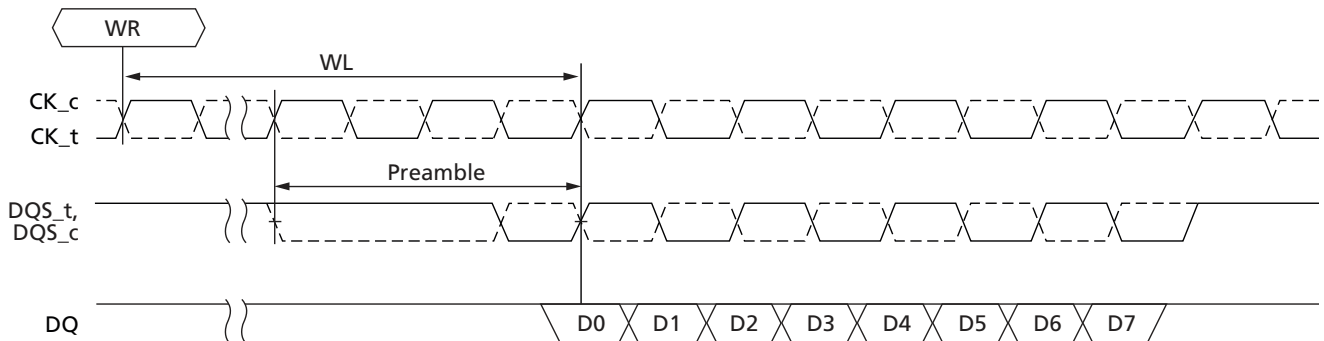 WR
WL
CK_c
CK_t
Preamble
DQS_t,
DQS_c
DQ
D0 D1 D2 D3 D4 D5 D6 D7